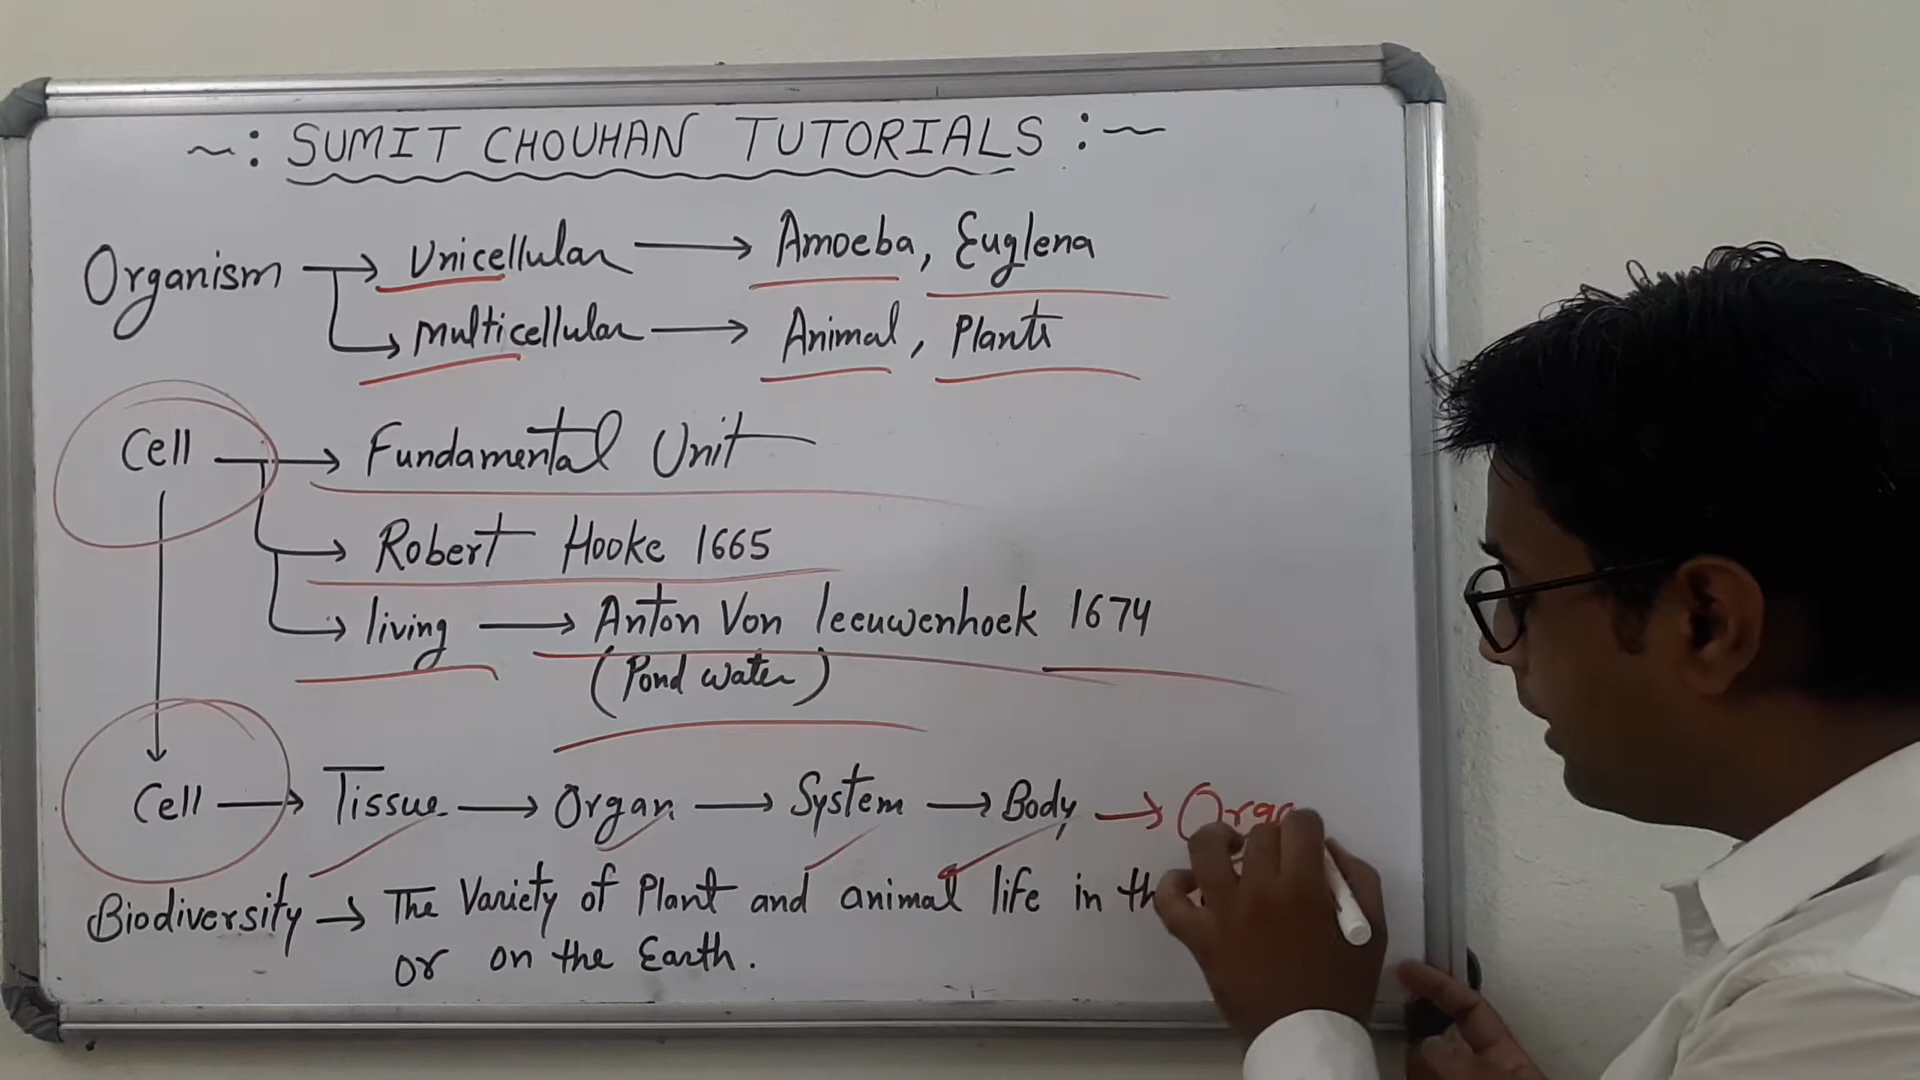 ~: SUMIT CHOUHAN TUTORIALS :~
Organism → Unicellular → Amoeba, Euglena
→ Multicellular → Animal, Plants
Cell → Fundamental Unit
→ Robert Hooke 1665
→ living → Anton Von leeuwenhoek 1674
(Pond water)
Cell → Tissue → Organ → System → Body → Orga
Biodiversity → The Variety of Plant and animal life in th
or on the Earth.